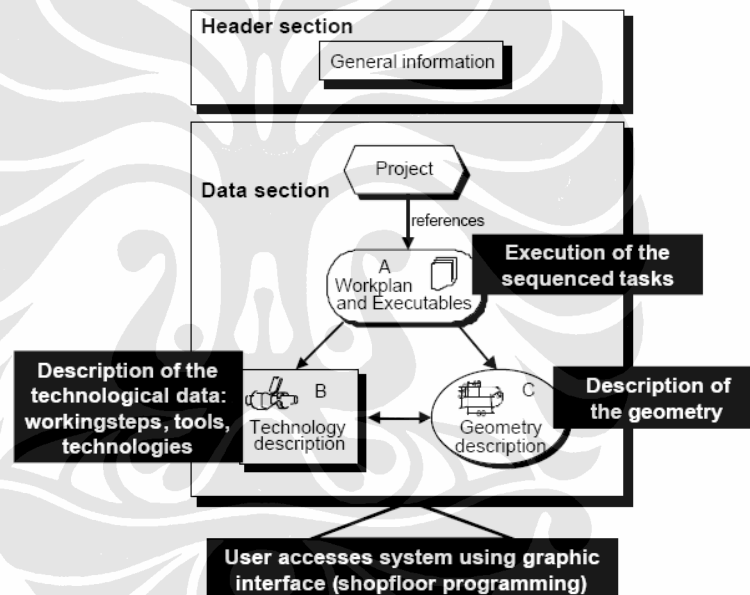 Header section
General information
Project
Data section
references
A
Workplan
and Executables
Execution of the
sequenced tasks
Description of the
technological data:
workingsteps, tools,
technologies
B
Technology
description
C
Geometry
description
Description of
the geometry
User accesses system using graphic
interface (shopfloor programming)